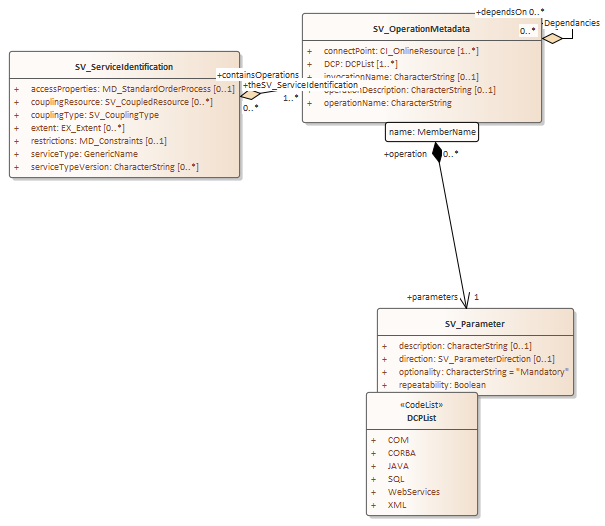 +dependsOn 0..*
SV_OperationMetadata
0..*
Dependancies
+ connectPoint: CI_OnlineResource [1..*]
+ DCP: DCPList [1..*]
+ invocationName: CharacterString [0..1]
+ operationDescription: CharacterString [0..1]
+ operationName: CharacterString
SV_ServiceIdentification
+ accessProperties: MD_StandardOrderProcess [0..1]
+ couplingResource: SV_CoupledResource [0..*]
+ couplingType: SV_CouplingType
+ extent: EX_Extent [0..*]
+ restrictions: MD_Constraints [0..1]
+ serviceType: GenericName
+ serviceTypeVersion: CharacterString [0..*]
+containsOperations
+theSV_ServiceIdentification
1..*
0..*
name: MemberName
+operation 0..*
+parameters 1
SV_Parameter
+ description: CharacterString [0..1]
+ direction: SV_ParameterDirection [0..1]
+ optionality: CharacterString = "Mandatory"
+ repeatability: Boolean
«CodeList»
DCPList
+ COM
+ CORBA
+ JAVA
+ SQL
+ WebServices
+ XML